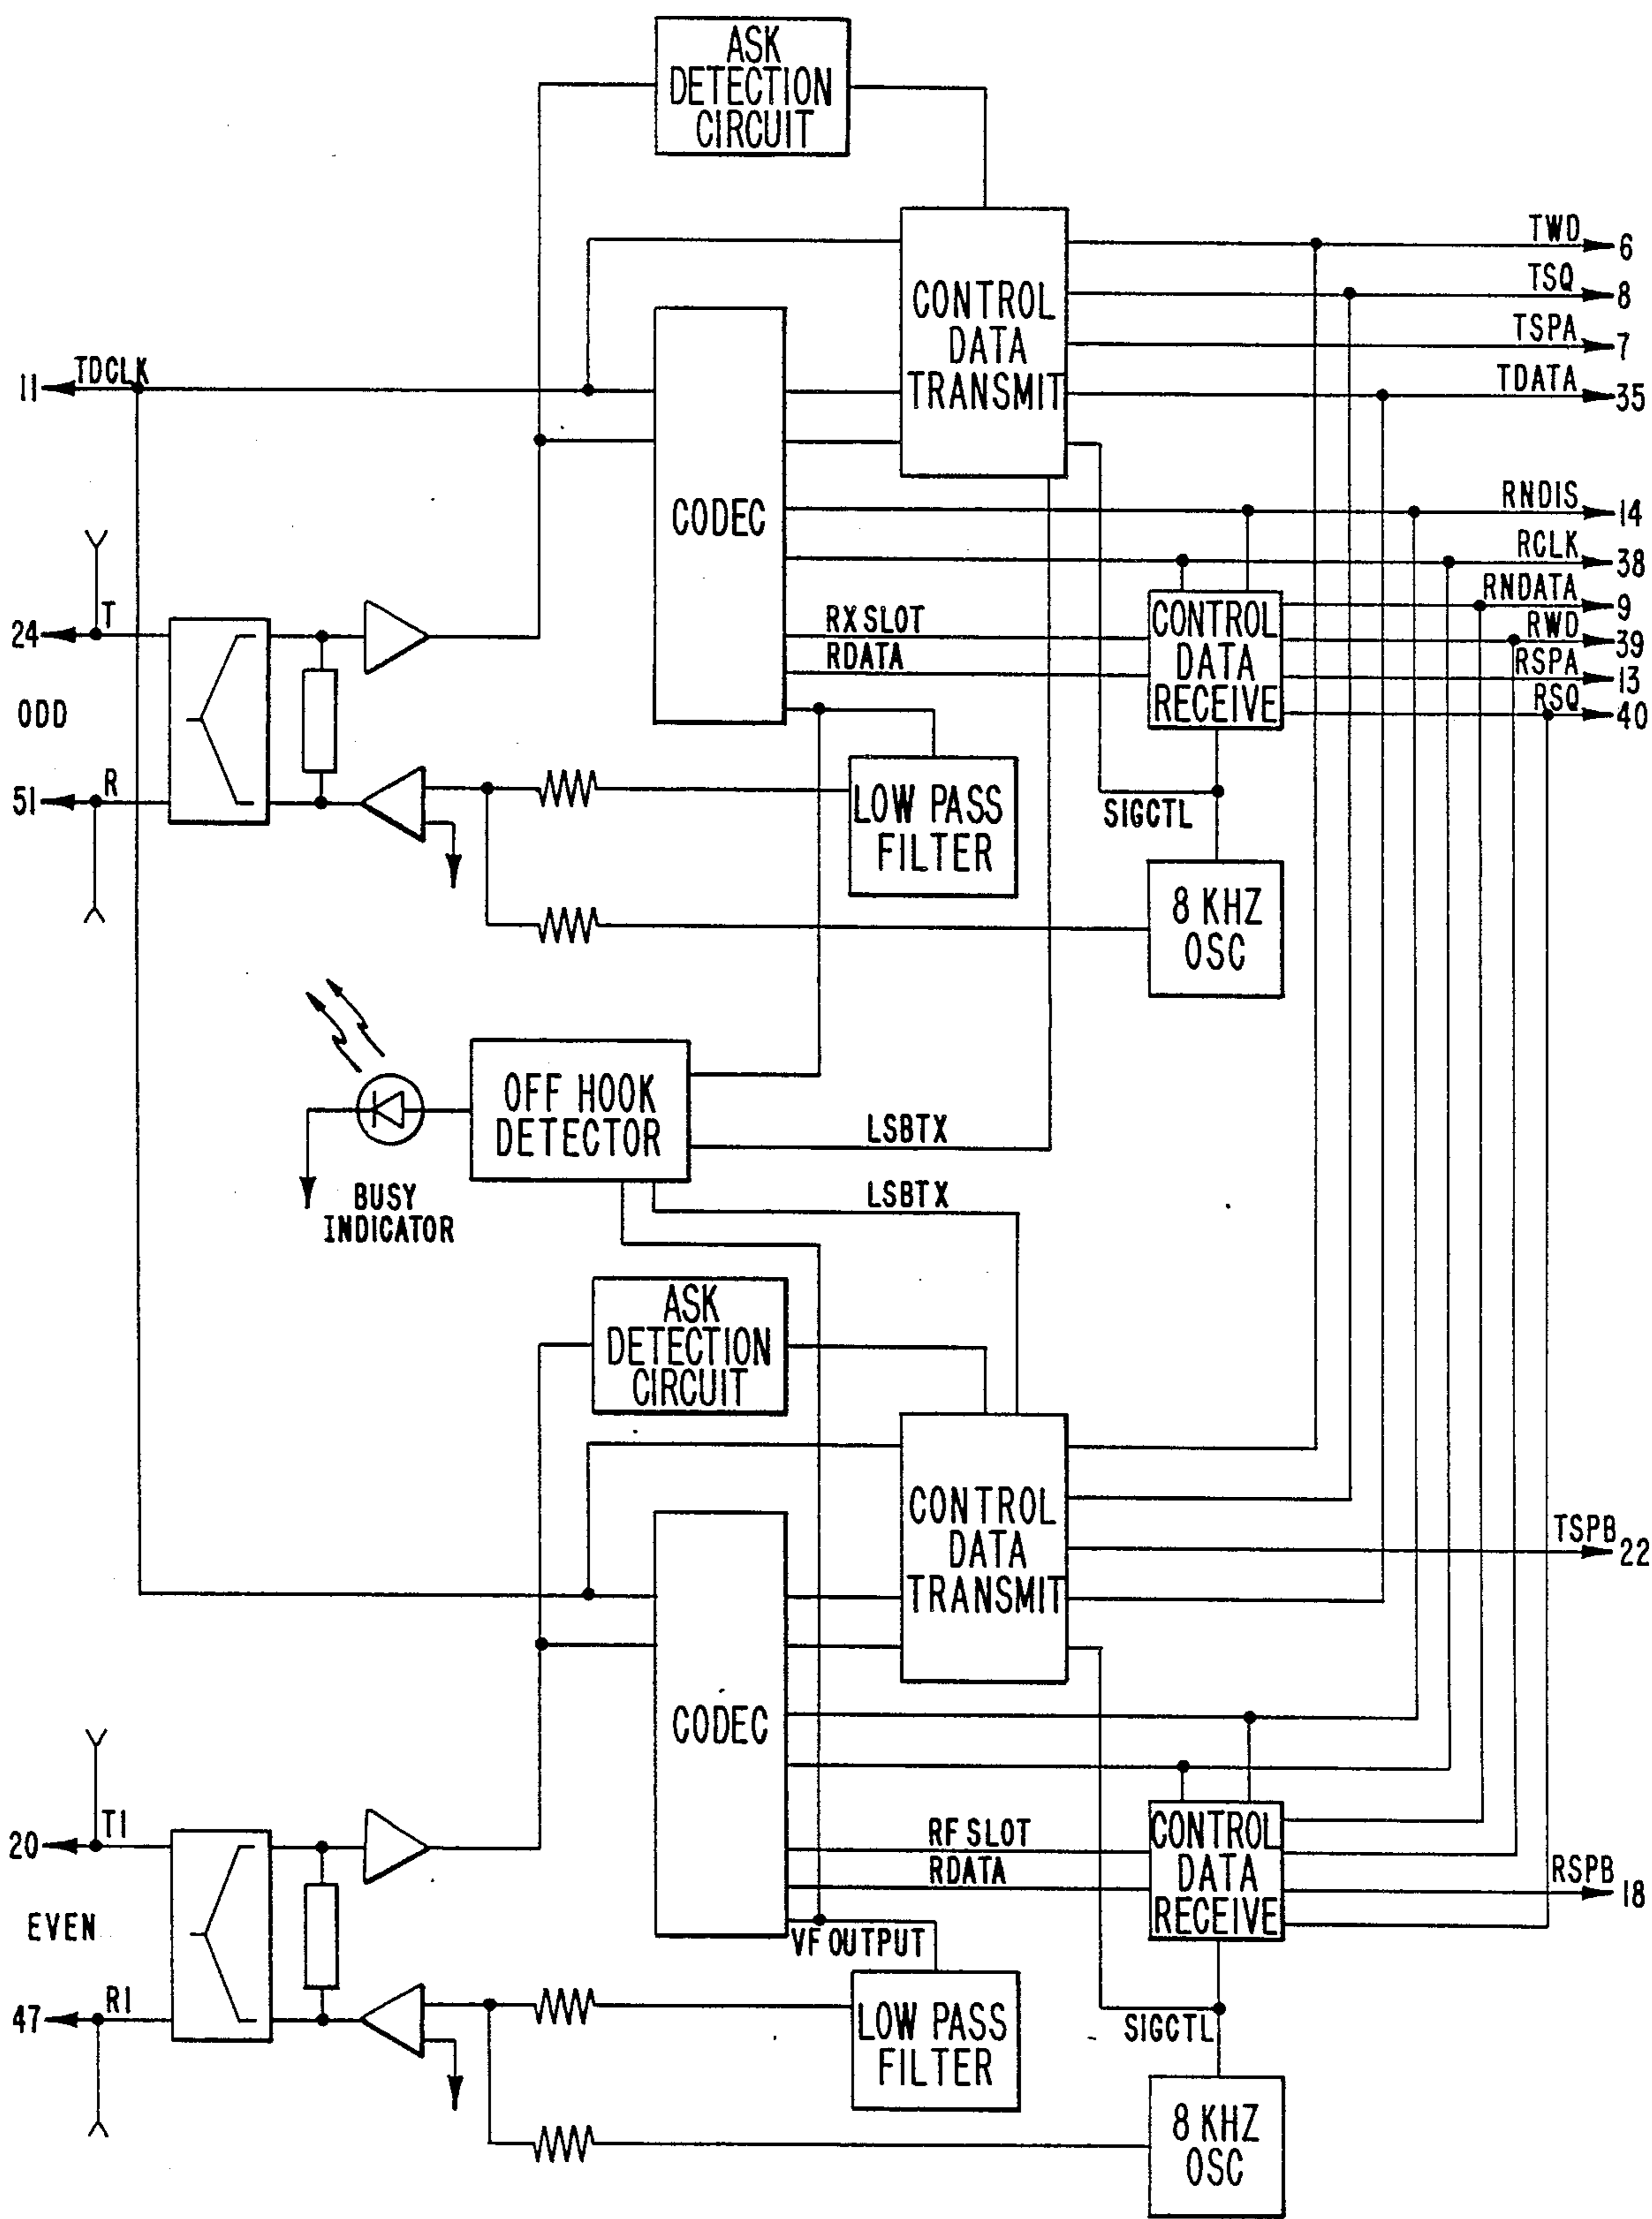 ASK
DETECTION
CIRCUIT
TWD
6
TSQ
8
CONTROL
DATA
TRANSMIT
TSPA
7
TDCLK
11
TDATA
35
CODEC
RNDIS
14
RCLK
38
RNDATA
9
T
24
RX SLOT
CONTROL
DATA
RECEIVE
RWD
39
RDATA
RSPA
13
ODD
RSQ
40
R
51
LOW PASS
FILTER
SIGCTL
8 KHZ
OSC
OFF HOOK
DETECTOR
LSBTX
LSBTX
BUSY
INDICATOR
ASK
DETECTION
CIRCUIT
CONTROL
DATA
TRANSMIT
TSPB
22
CODEC
T1
20
RF SLOT
CONTROL
DATA
RECEIVE
RDATA
RSPB
18
EVEN
VF OUTPUT
R1
47
LOW PASS
FILTER
SIGCTL
8 KHZ
OSC